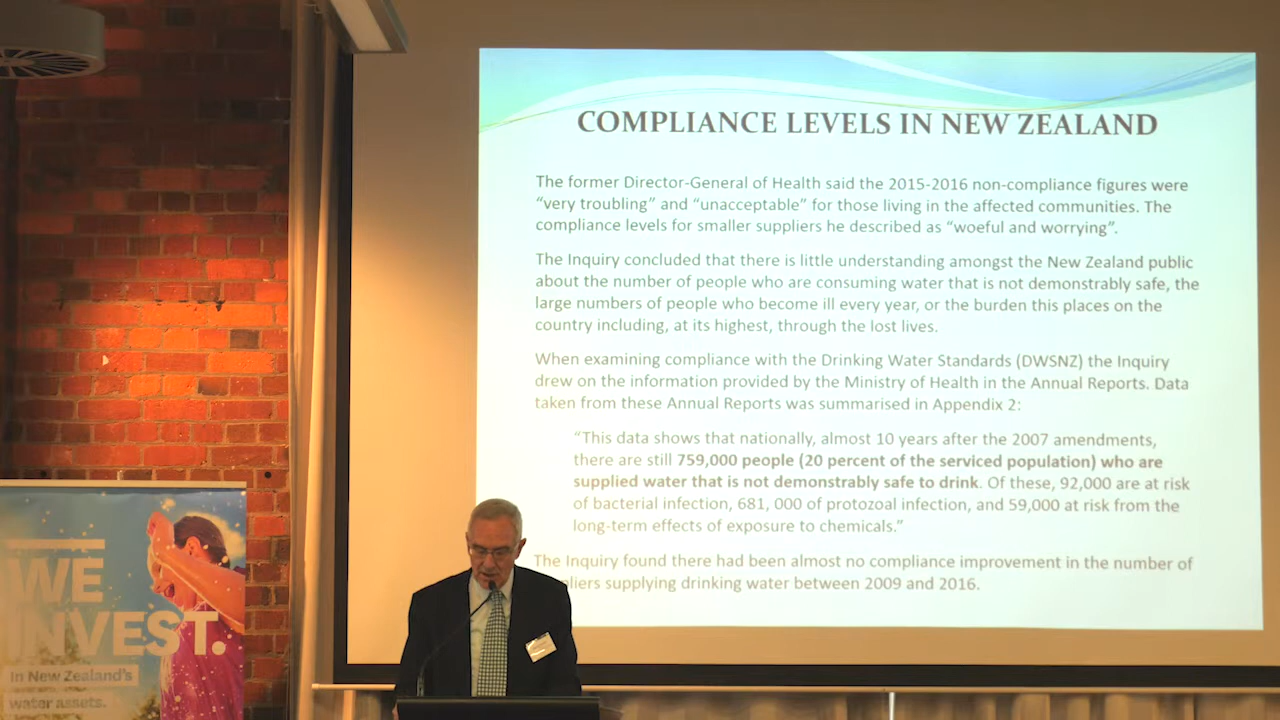 COMPLIANCE LEVELS IN NEW ZEALAND
The former Director-General of Health said the 2015-2016 non-compliance figures were
“very troubling” and “unacceptable” for those living in the affected communities. The
compliance levels for smaller suppliers he described as “woeful and worrying”.
The Inquiry concluded that there is little understanding amongst the New Zealand public
about the number of people who are consuming water that is not demonstrably safe, the
large numbers of people who become ill every year, or the burden this places on the
country including, at its highest, through the lost lives.
When examining compliance with the Drinking Water Standards (DWSNZ) the Inquiry
drew on the information provided by the Ministry of Health in the Annual Reports. Data
taken from these Annual Reports was summarised in Appendix 2:
“This data shows that nationally, almost 10 years after the 2007 amendments,
there are still 759,000 people (20 percent of the serviced population) who are
supplied water that is not demonstrably safe to drink. Of these, 92,000 are at risk
of bacterial infection, 681, 000 of protozoal infection, and 59,000 at risk from the
long-term effects of exposure to chemicals.”
The Inquiry found there had been almost no compliance improvement in the number of
supplying drinking water between 2009 and 2016.
WE
INVEST.
In New Zealand's
water assets.